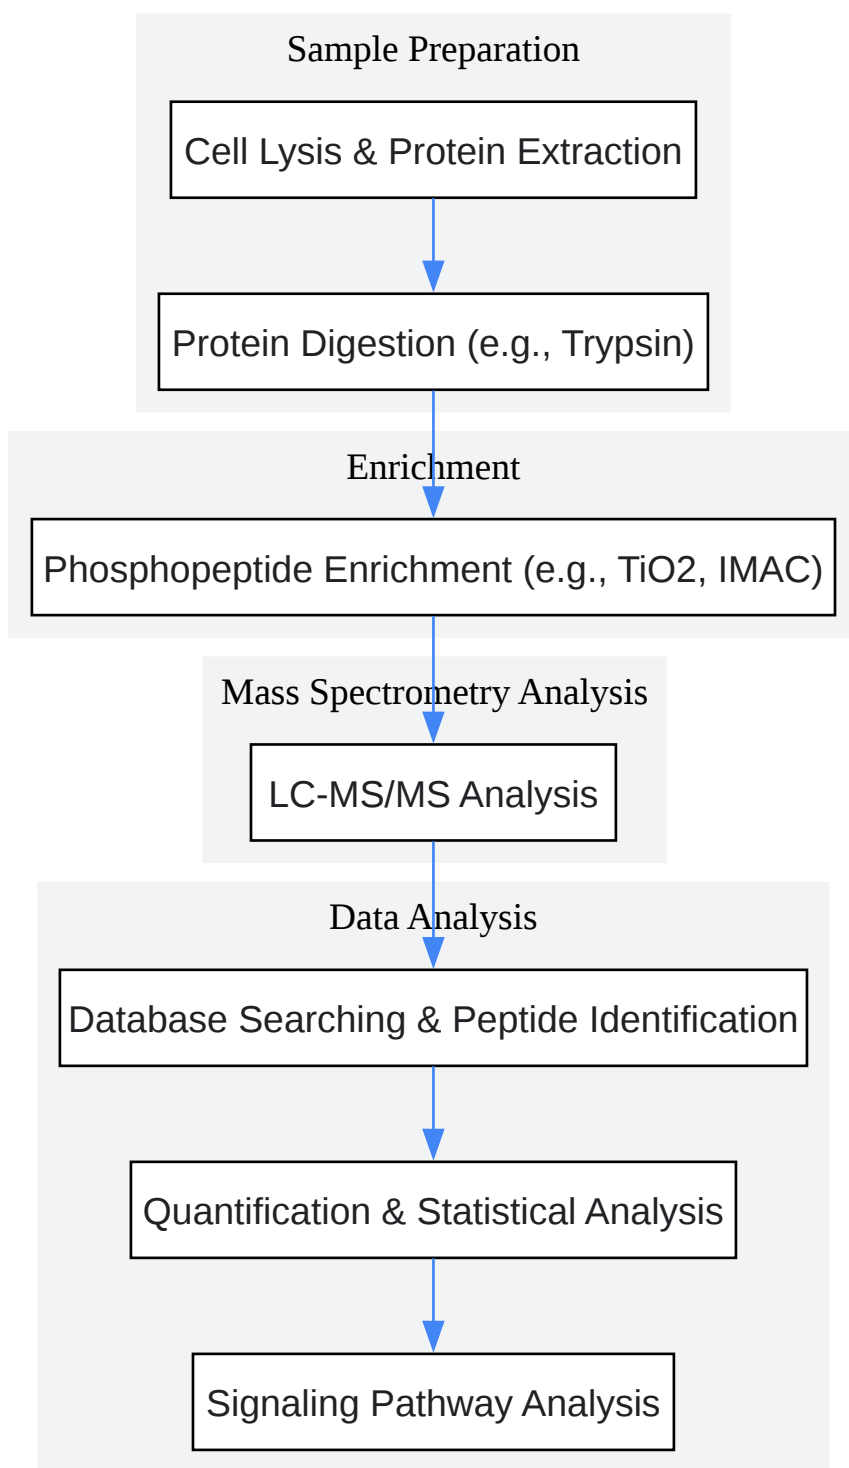 Sample Preparation
Cell Lysis & Protein Extraction
Protein Digestion (e.g., Trypsin)
Enrichment
Phosphopeptide Enrichment (e.g., TiO2, IMAC)
Mass Spectrometry Analysis
LC-MS/MS Analysis
Data Analysis
Database Searching & Peptide Identification
Quantification & Statistical Analysis
Signaling Pathway Analysis